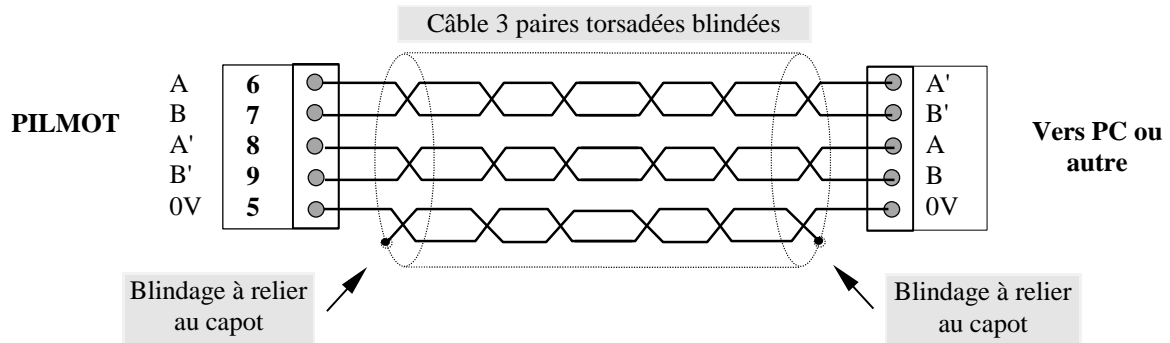 Câble 3 paires torsadées blindées
PILMOT
A 6
B 7
A' 8
B' 9
0V 5
A'
B'
A
B
0V
Vers PC ou
autre
Blindage à relier
au capot
Blindage à relier
au capot